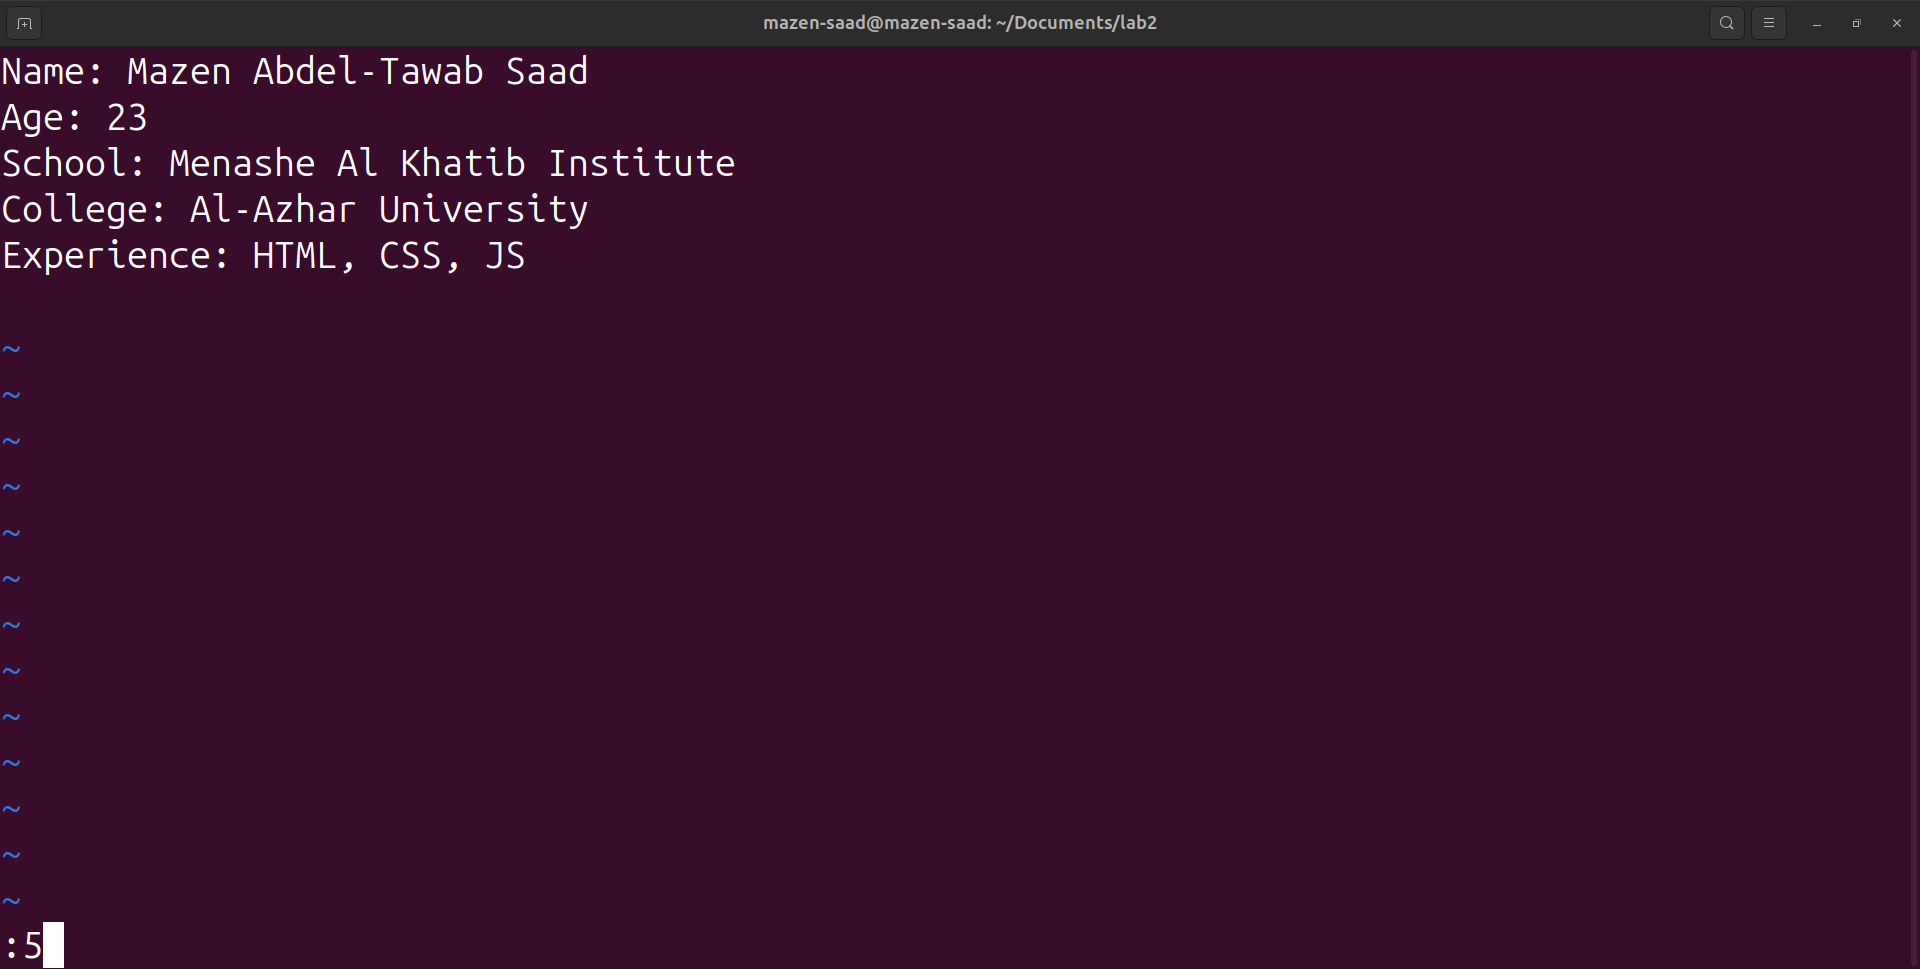 mazen-saad@mazen-saad: ~/Documents/lab2
Name: Mazen Abdel-Tawab Saad
Age: 23
School: Menashe Al Khatib Institute
College: Al-Azhar University
Experience: HTML, CSS, JS
~
~
~
~
~
~
~
~
~
~
~
~
~
:5